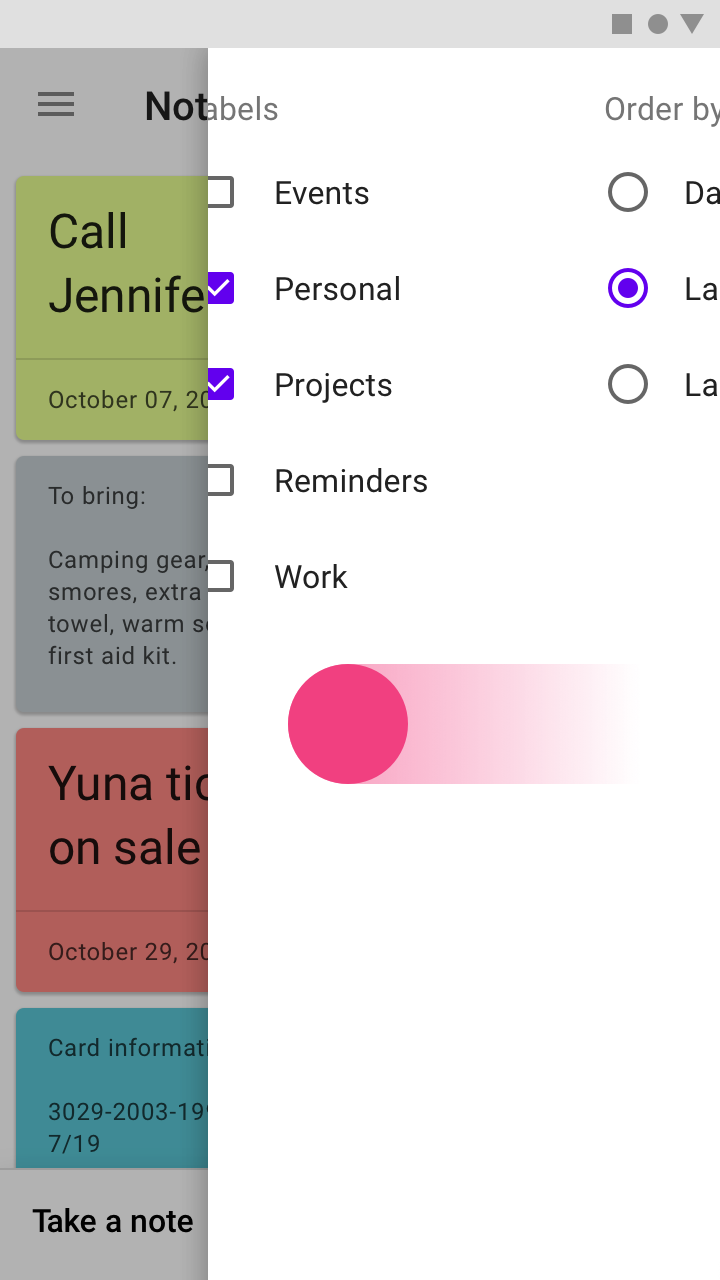 Not
abels
Order by
Events
Personal
Projects
Reminders
Work
Da
La
La
Call
Jennife
October 07, 20
To bring:
Camping gear,
smores, extra
towel, warm s
first aid kit.
Yuna tic
on sale
October 29, 20
Card informati
3029-2003-199
7/19
Take a note